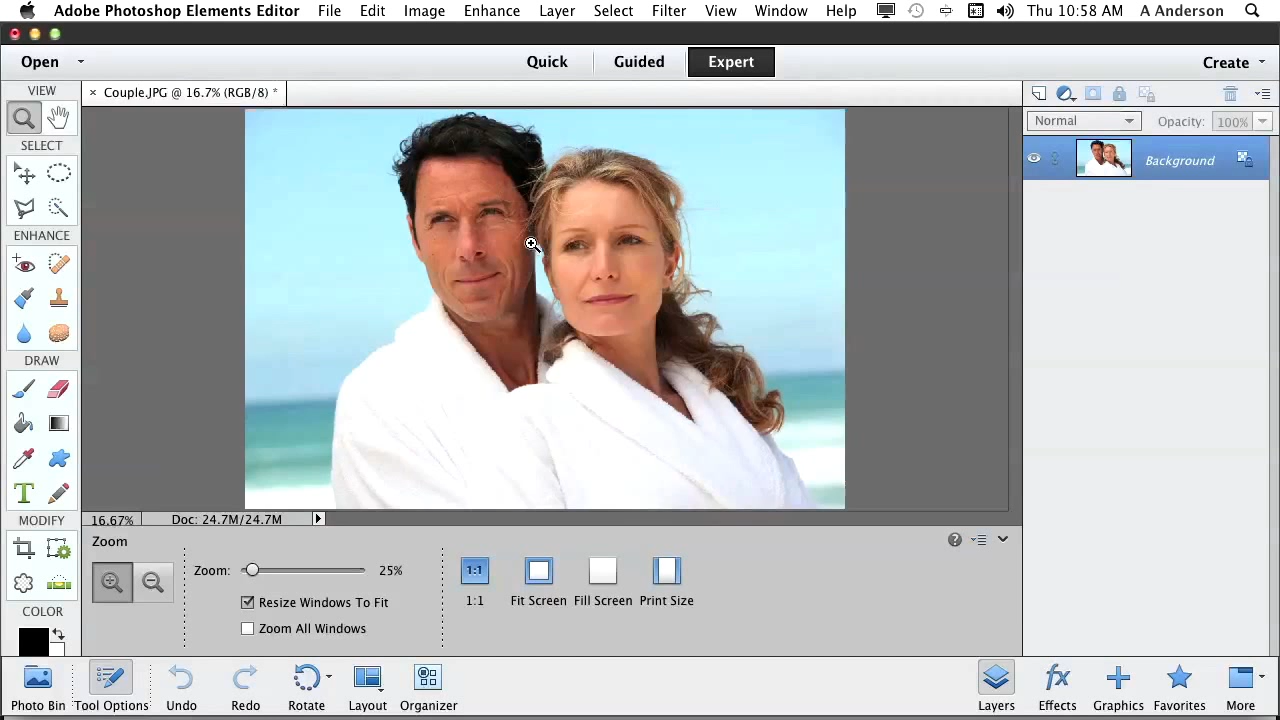 Adobe Photoshop Elements Editor File Edit Image Enhance Layer Select Filter View Window Help Thu 10:58 AM A Anderson
Open Quick Guided Expert Create
VIEW × Couple.JPG @ 16.7% (RGB/8) *
Normal Opacity: 100%
SELECT
Background
ENHANCE
DRAW
T
MODIFY
16.67% Doc: 24.7M/24.7M
Zoom
Zoom: 25%
1:1
1:1 Fit Screen Fill Screen Print Size
Resize Windows To Fit
COLOR
Zoom All Windows
Photo Bin Tool Options Undo Redo Rotate Layout Organizer Layers Effects Graphics Favorites More
fx